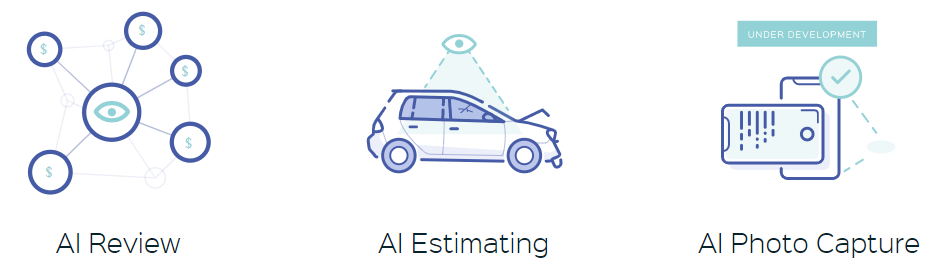 $
$
$
$
$
UNDER DEVELOPMENT
AI Review
AI Estimating
AI Photo Capture